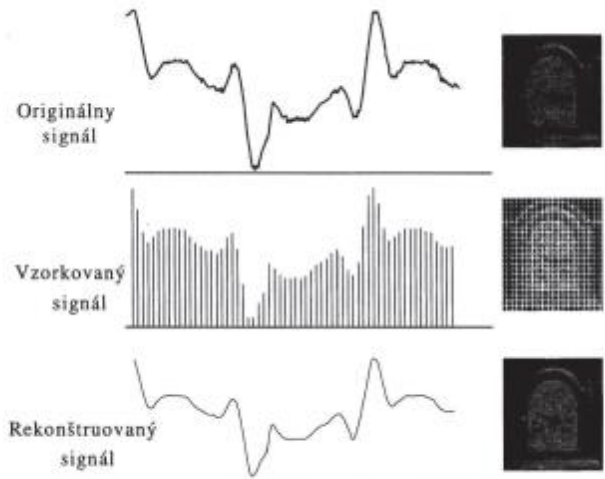 Originálny
signál
Vzorkovaný
signál
Rekonštruovaný
signál